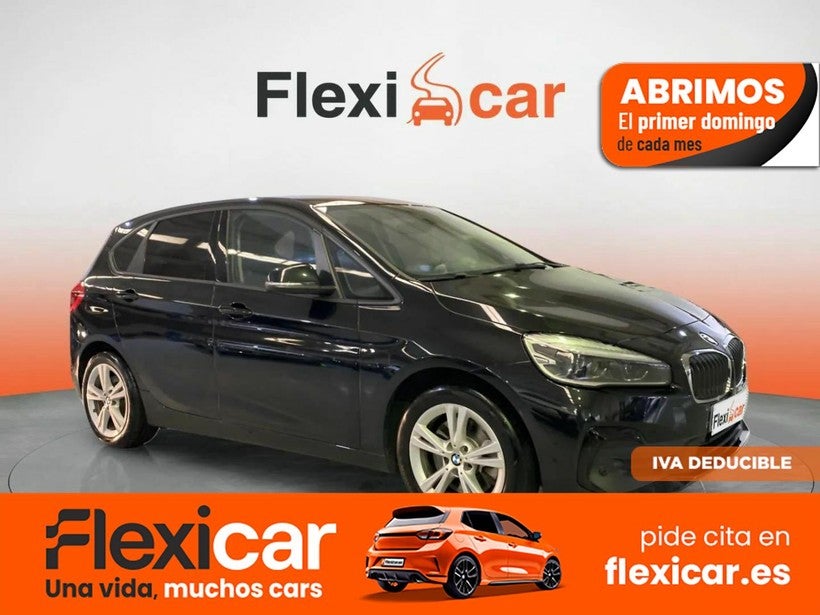 Flexicar
ABRIMOS
El primer domingo
de cada mes
Flexicar
IVA DEDUCIBLE
Flexicar
Una vida, muchos cars
pide cita en
flexicar.es